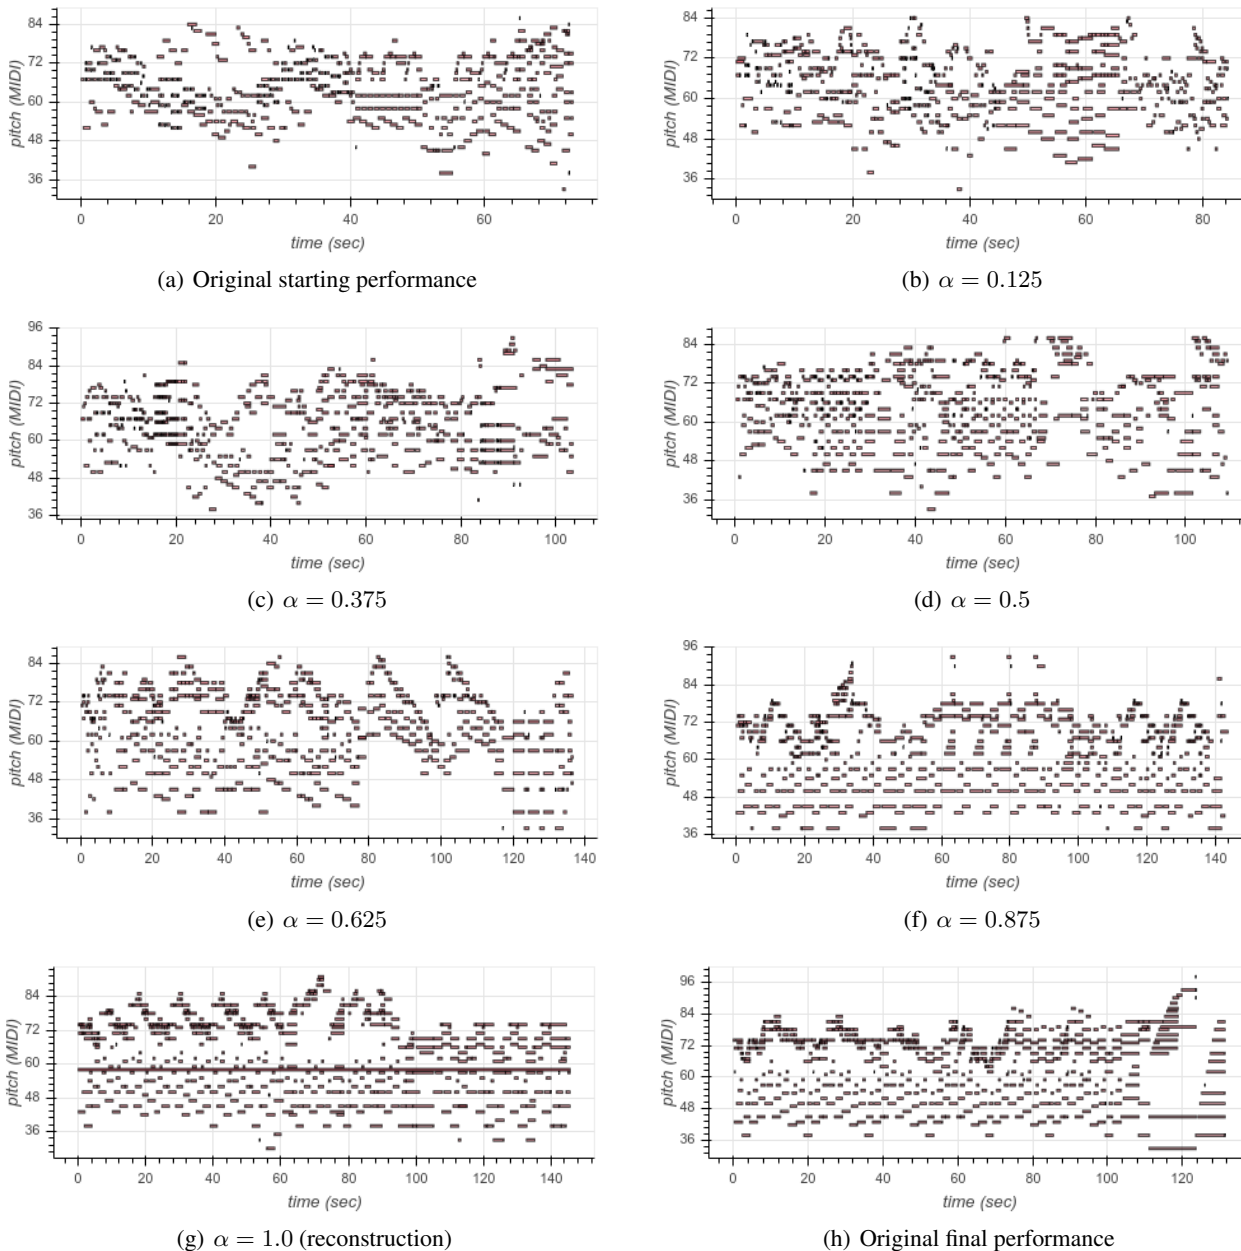 84
72
60
48
36
pitch (MIDI)
0 20 40 60
time (sec)
(a) Original starting performance
84
72
60
48
36
pitch (MIDI)
0 20 40 60 80
time (sec)
(b) α = 0.125
96
84
72
60
48
36
pitch (MIDI)
0 20 40 60 80 100
time (sec)
(c) α = 0.375
84
72
60
48
36
pitch (MIDI)
0 20 40 60 80 100
time (sec)
(d) α = 0.5
84
72
60
48
36
pitch (MIDI)
0 20 40 60 80 100 120 140
time (sec)
(e) α = 0.625
96
84
72
60
48
36
pitch (MIDI)
0 20 40 60 80 100 120 140
time (sec)
(f) α = 0.875
84
72
60
48
36
pitch (MIDI)
0 20 40 60 80 100 120 140
time (sec)
(g) α = 1.0 (reconstruction)
96
84
72
60
48
36
pitch (MIDI)
0 20 40 60 80 100 120
time (sec)
(h) Original final performance